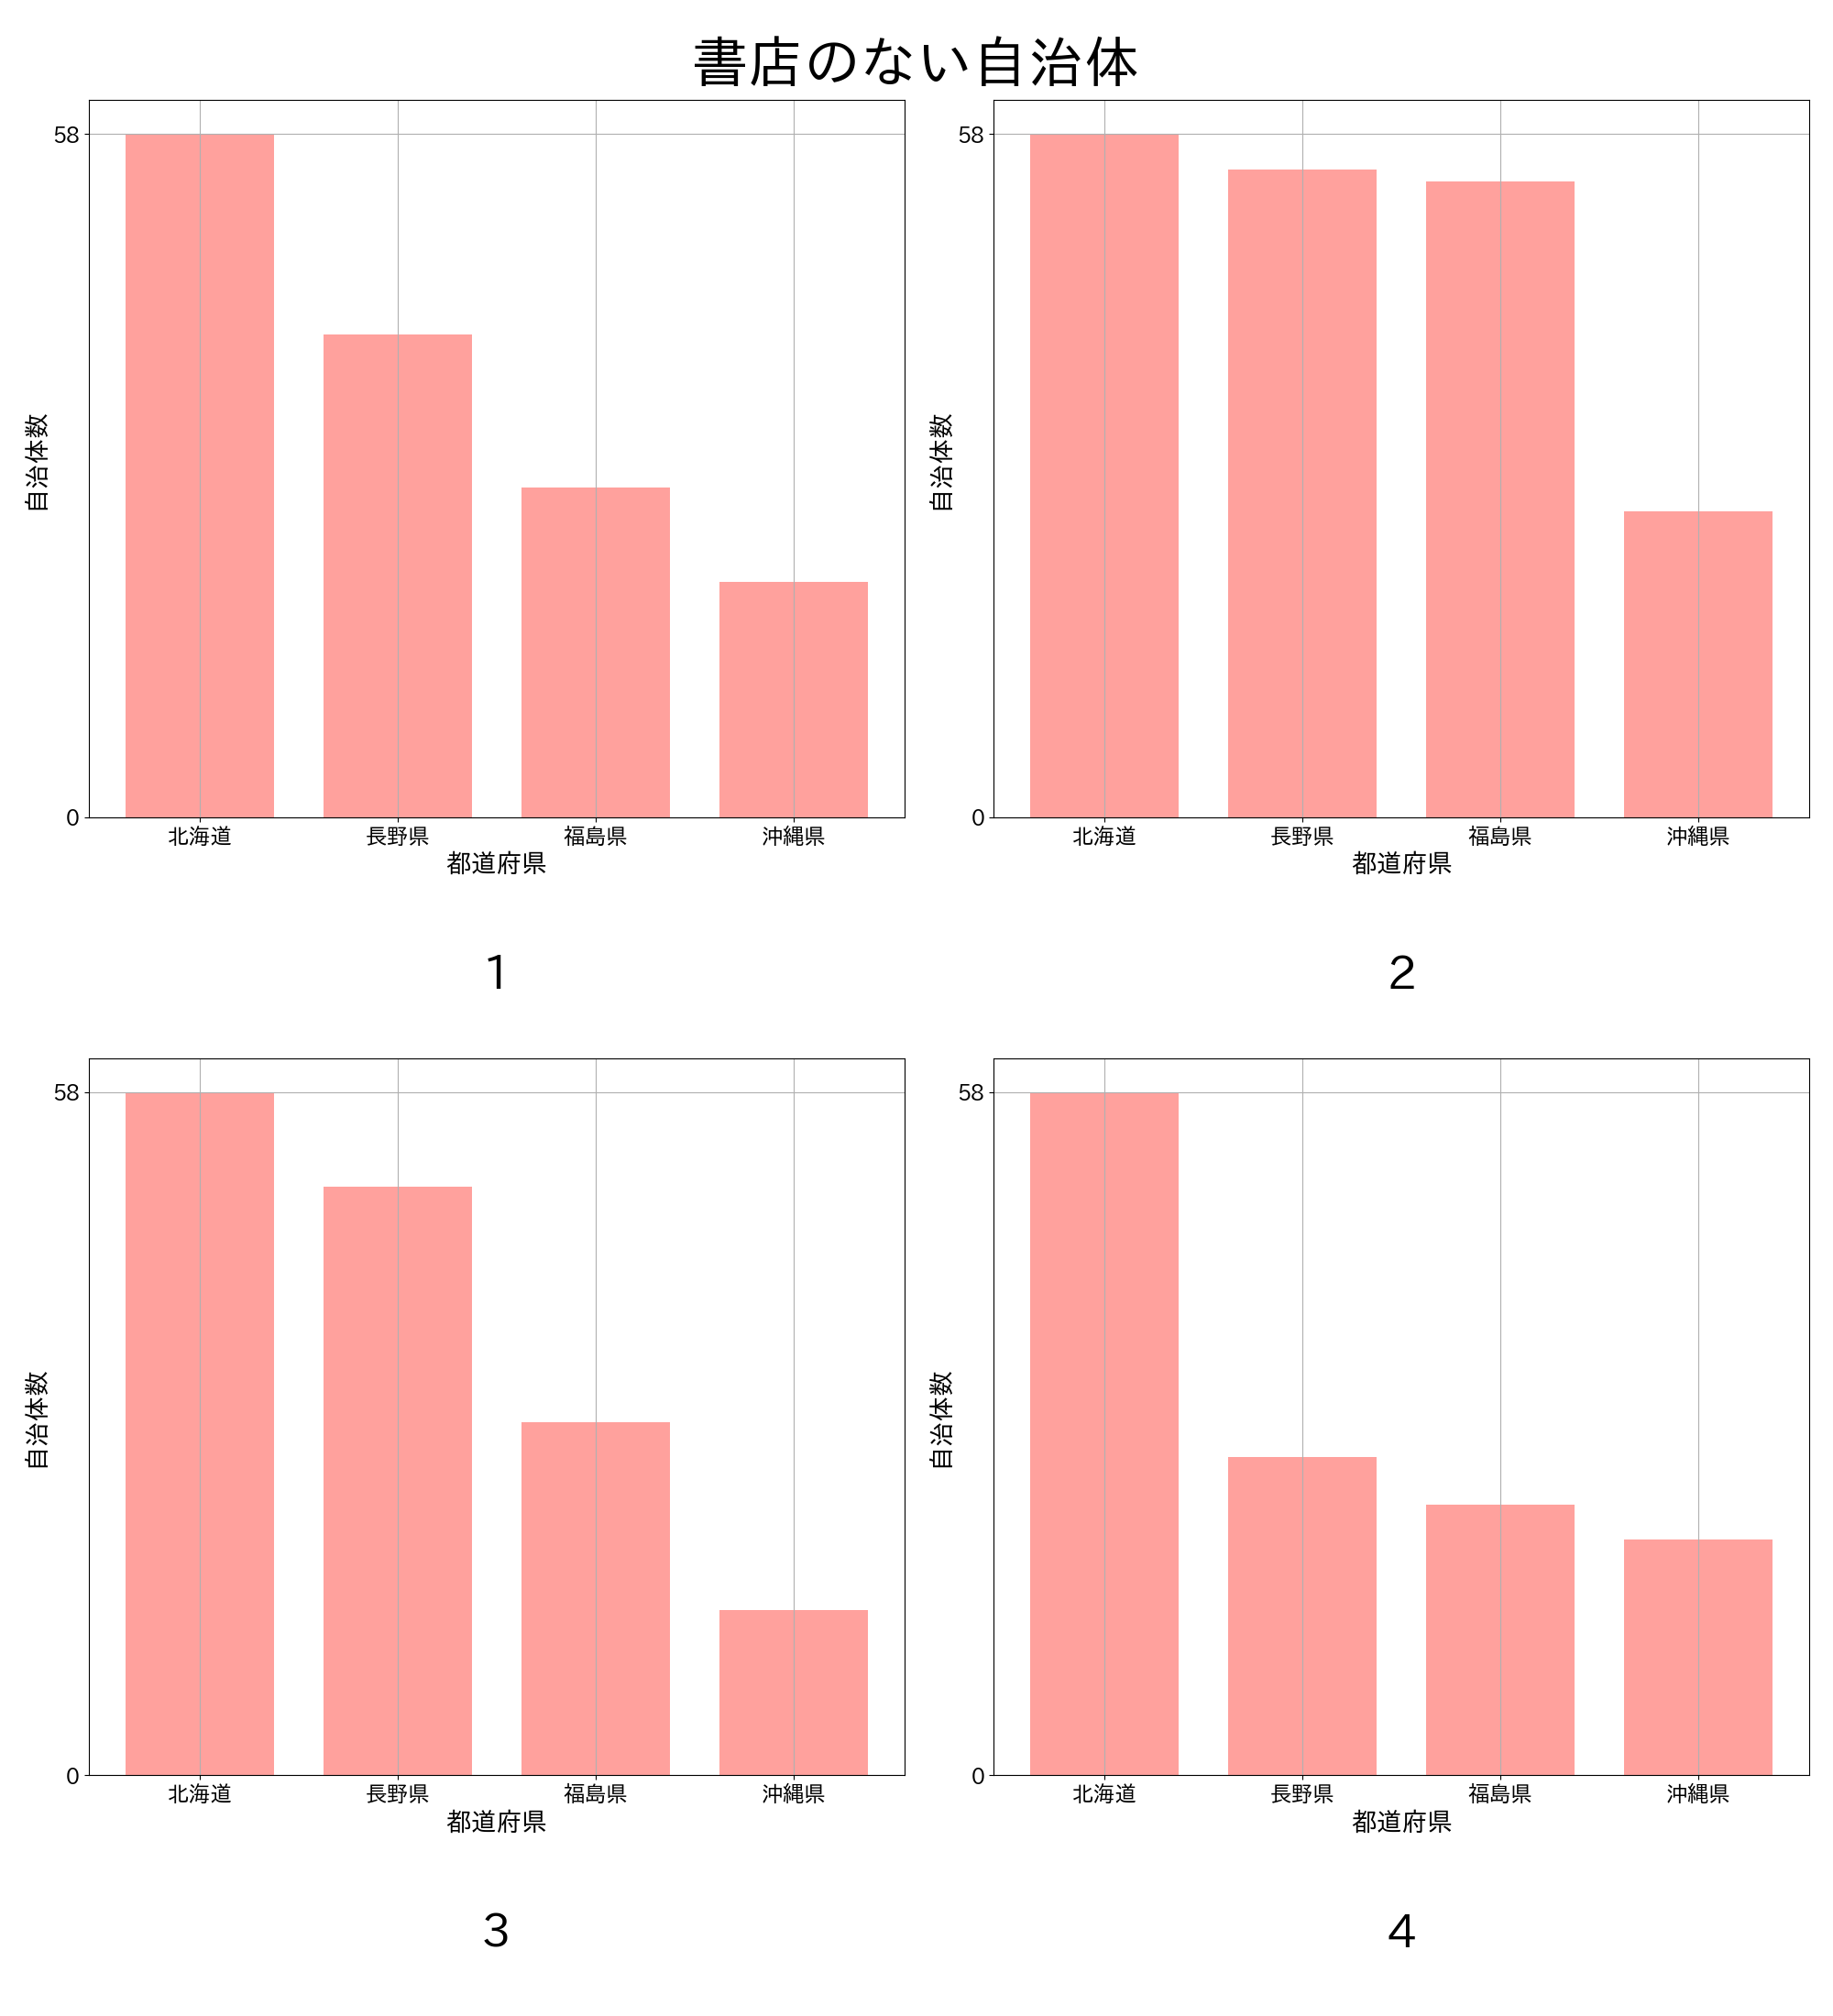 書店のない自治体
58
0
自治体数
北海道 長野県 福島県 沖縄県
都道府県
1
58
0
自治体数
北海道 長野県 福島県 沖縄県
都道府県
2
58
0
自治体数
北海道 長野県 福島県 沖縄県
都道府県
3
58
0
自治体数
北海道 長野県 福島県 沖縄県
都道府県
4